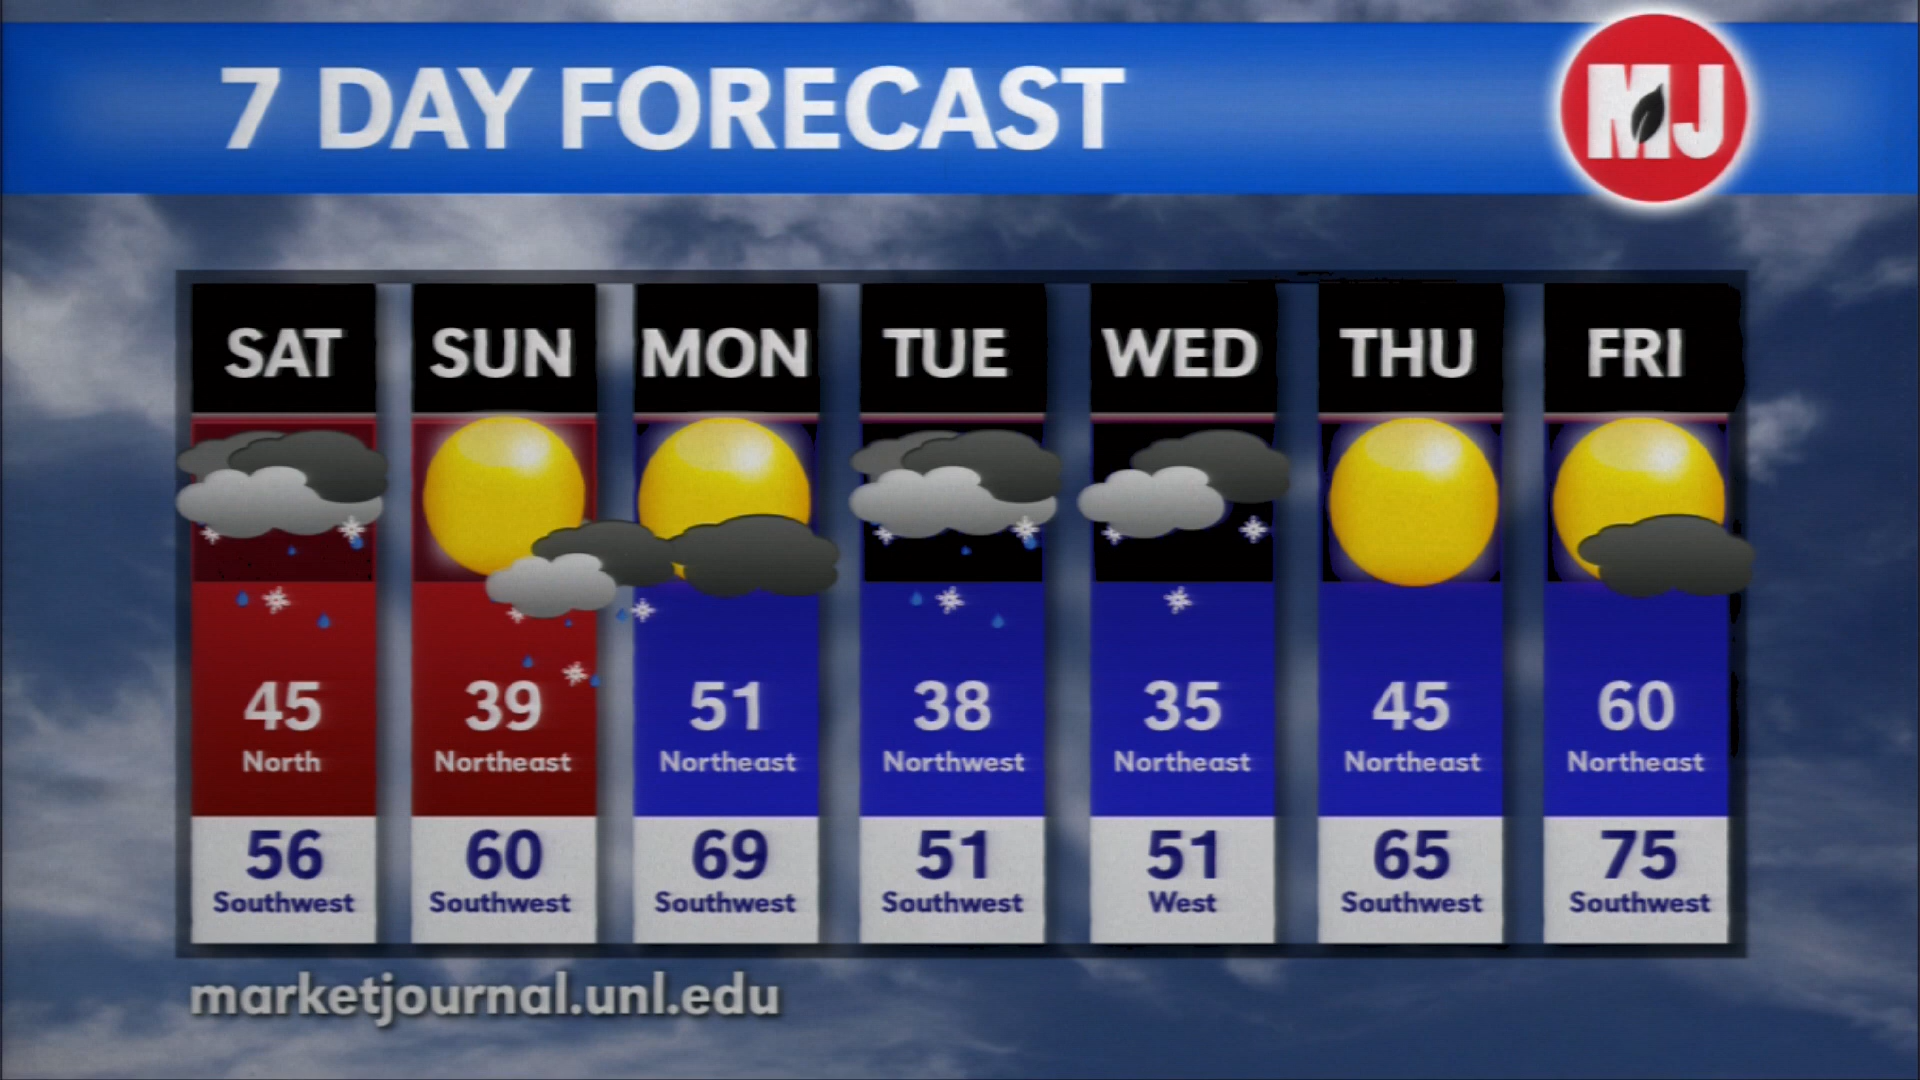 7 DAY FORECAST
MJ
SAT SUN MON TUE WED THU FRI
45 39 51 38 35 45 60
North Northeast Northeast Northwest Northeast Northeast Northeast
56 60 69 51 51 65 75
Southwest Southwest Southwest Southwest West Southwest Southwest
marketjournal.unl.edu